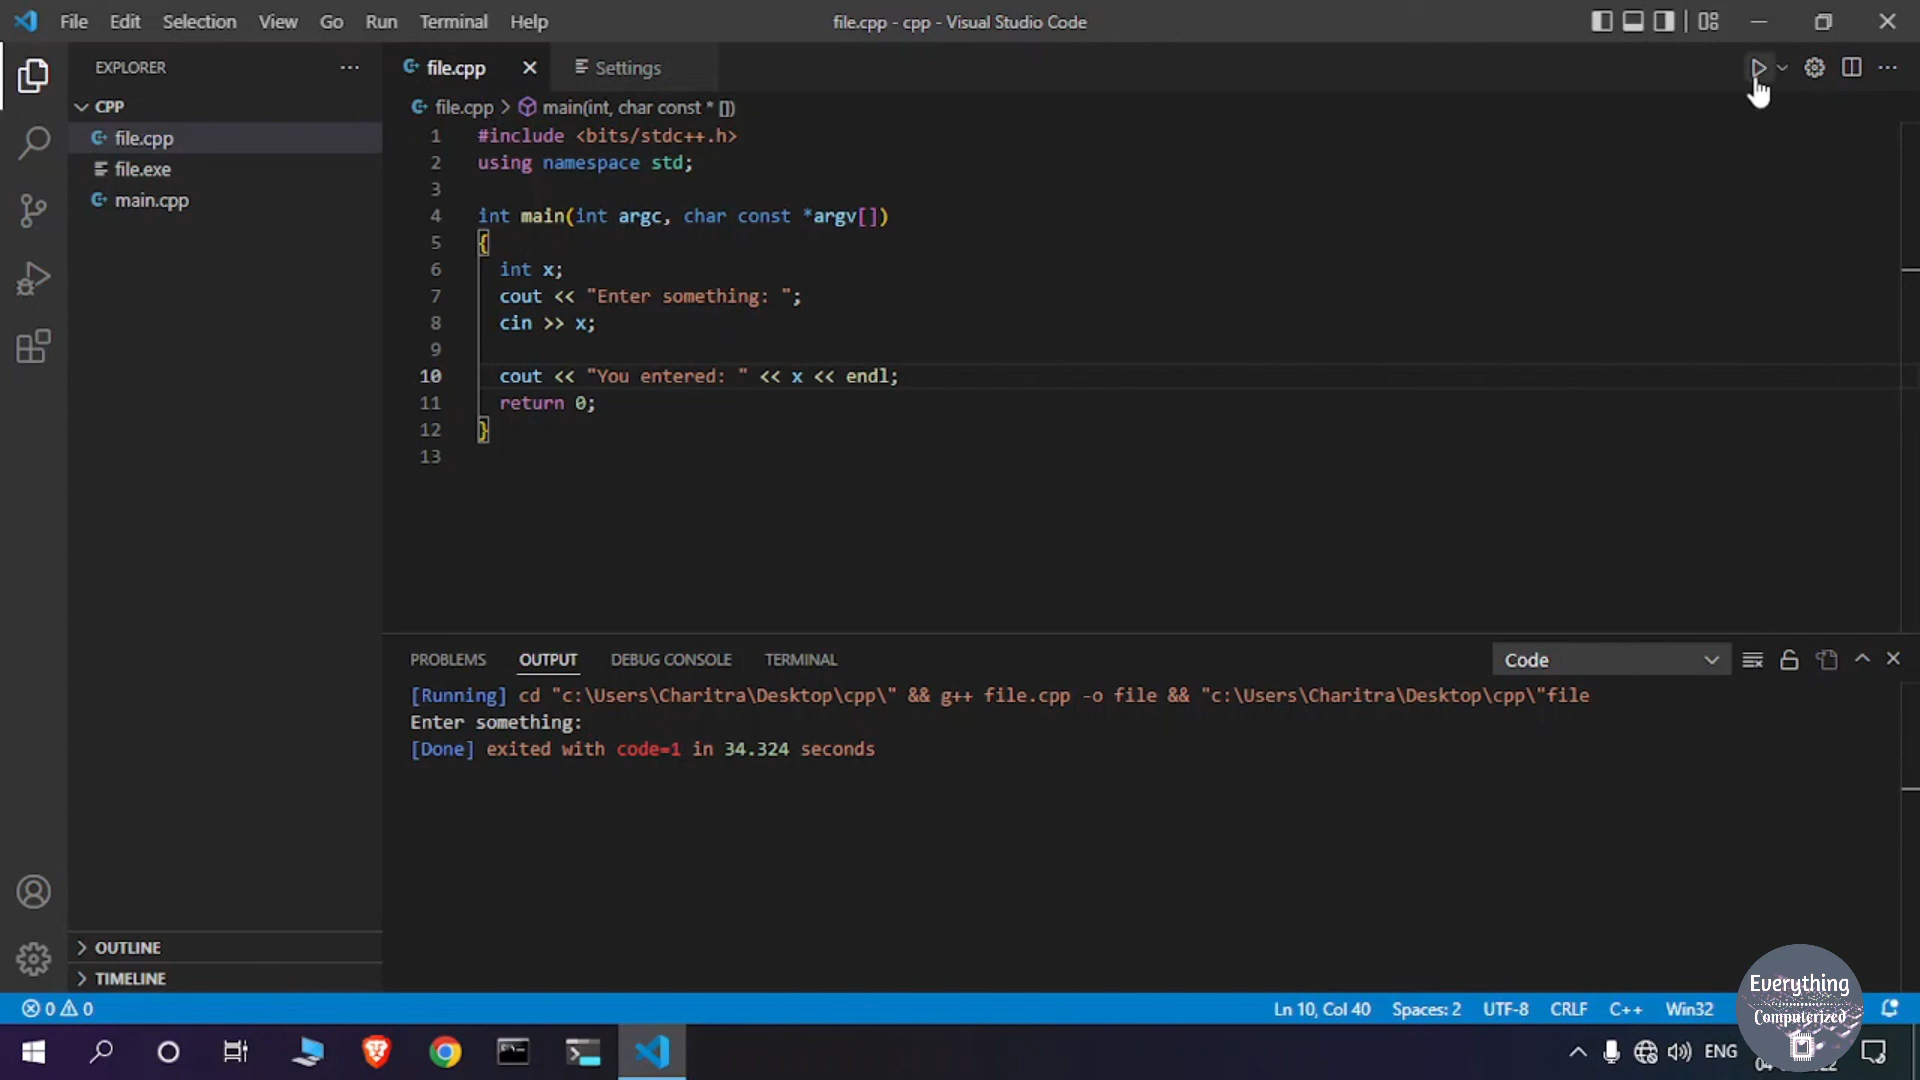 File Edit Selection View Go Run Terminal Help
file.cpp - cpp - Visual Studio Code
EXPLORER
CPP
file.cpp
file.exe
main.cpp
OUTLINE
TIMELINE
file.cpp Settings
file.cpp > main(int, char const * [])
1 #include <bits/stdc++.h>
2 using namespace std;
3
4 int main(int argc, char const *argv[])
5 {
6 int x;
7 cout << "Enter something: ";
8 cin >> x;
9
10 cout << "You entered: " << x << endl;
11 return 0;
12 }
13
PROBLEMS OUTPUT DEBUG CONSOLE TERMINAL Code
[Running] cd "c:\Users\Charitra\Desktop\cpp\" && g++ file.cpp -o file && "c:\Users\Charitra\Desktop\cpp\"file
Enter something:
[Done] exited with code=1 in 34.324 seconds
0 0 Ln 10, Col 40 Spaces: 2 UTF-8 CRLF C++ Win32
Everything
Computerized
ENG